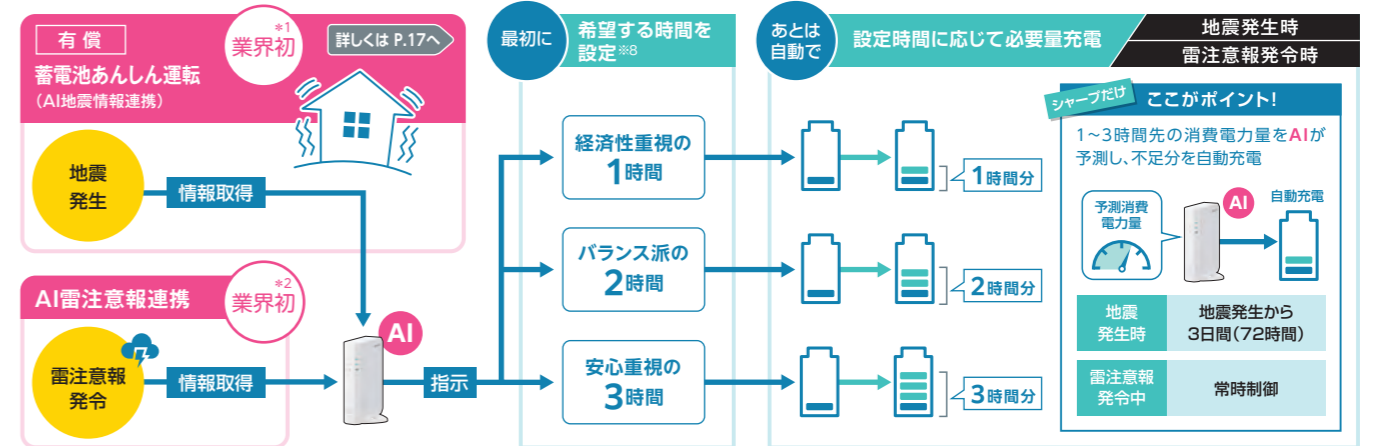 有償
業界初*1
詳しくは P.17へ
蓄電池あんしん運転
(AI地震情報連携)
地震
発生
情報取得
AI雷注意報連携
業界初*2
雷注意報
発令
情報取得
AI
指示
最初に
希望する時間を
設定※8
経済性重視の
1時間
バランス派の
2時間
安心重視の
3時間
あとは
自動で
設定時間に応じて必要量充電
地震発生時
雷注意報発令時
1時間分
2時間分
3時間分
シャープだけ
ここがポイント!
1~3時間先の消費電力量をAIが
予測し、不足分を自動充電
予測消費
電力量
AI
自動充電
地震
発生時
地震発生から
3日間(72時間)
雷注意報
発令中
常時制御